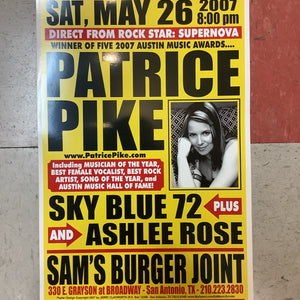 SAT, MAY 26 2007
8:00 pm
DIRECT FROM ROCK STAR: SUPERNOVA
WINNER OF FIVE 2007 AUSTIN MUSIC AWARDS....
PATRICE
PIKE
www.PatricePike.com
Including MUSICIAN OF THE YEAR,
BEST FEMALE VOCALIST, BEST ROCK
ARTIST, SONG OF THE YEAR, and
AUSTIN MUSIC HALL OF FAME!
SKY BLUE 72 PLUS
AND ASHLEE ROSE
SAM'S BURGER JOINT
330 E. GRAYSON at BROADWAY - San Antonio, TX - 210.223.2830